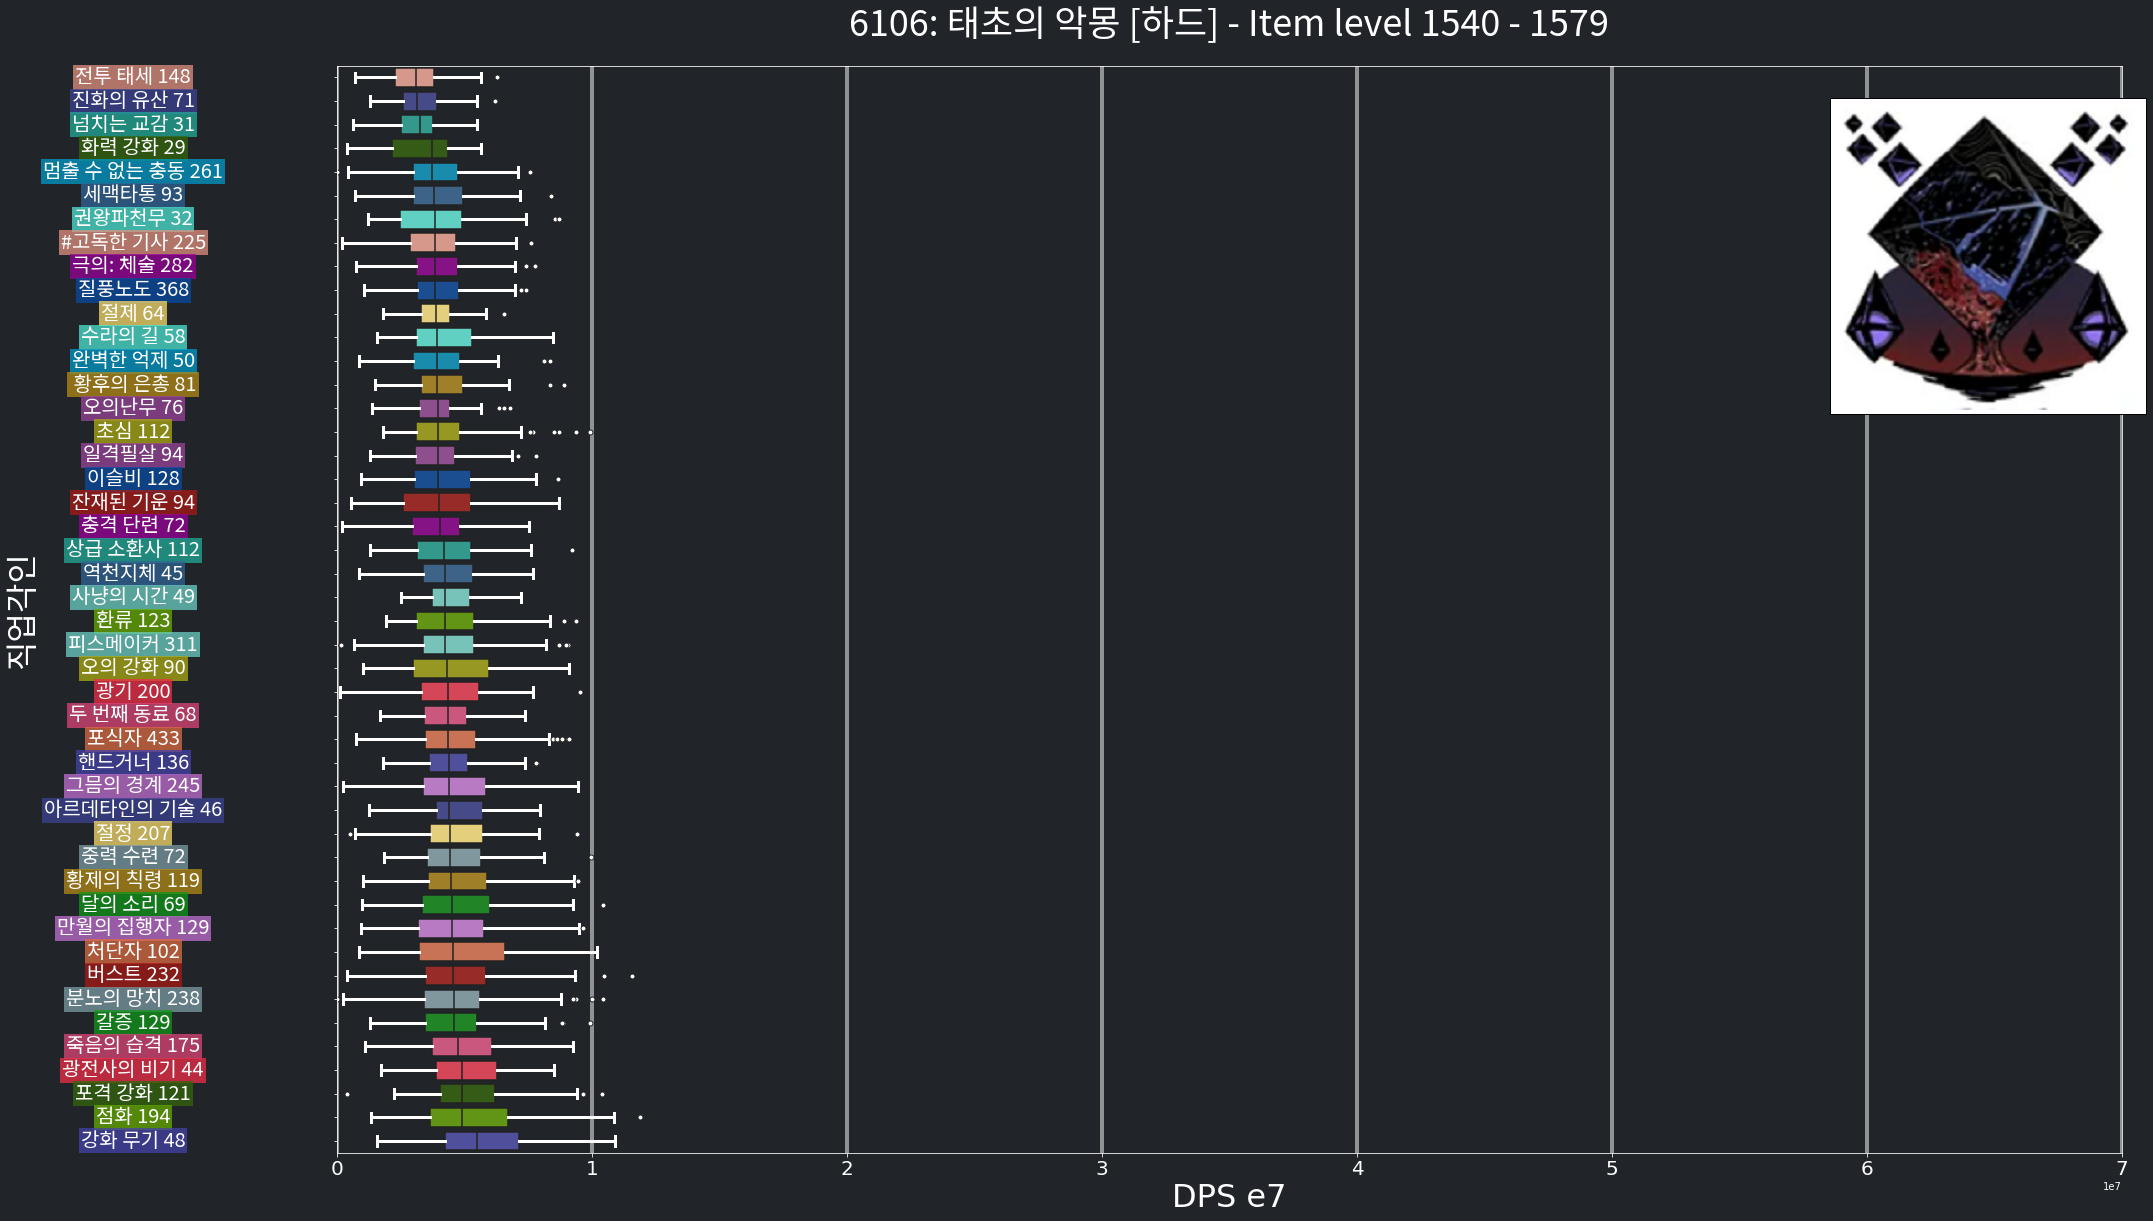 6106: 태초의 악몽 [하드] - Item level 1540 - 1579
전투 태세 148
진화의 유산 71
넘치는 교감 31
화력 강화 29
멈출 수 없는 충동 261
세맥타통 93
권왕파천무 32
#고독한 기사 225
극의: 체술 282
질풍노도 368
절제 64
수라의 길 58
완벽한 억제 50
황후의 은총 81
오의난무 76
초심 112
일격필살 94
이슬비 128
잔재된 기운 94
충격 단련 72
상급 소환사 112
역천지체 45
사냥의 시간 49
환류 123
피스메이커 311
오의 강화 90
광기 200
두 번째 동료 68
포식자 433
핸드거너 136
그믐의 경계 245
아르데타인의 기술 46
절정 207
중력 수련 72
황제의 칙령 119
달의 소리 69
만월의 집행자 129
처단자 102
버스트 232
분노의 망치 238
갈증 129
죽음의 습격 175
광전사의 비기 44
포격 강화 121
점화 194
강화 무기 48
직업각인
0 1 2 3 4 5 6 7
1e7
DPS e7